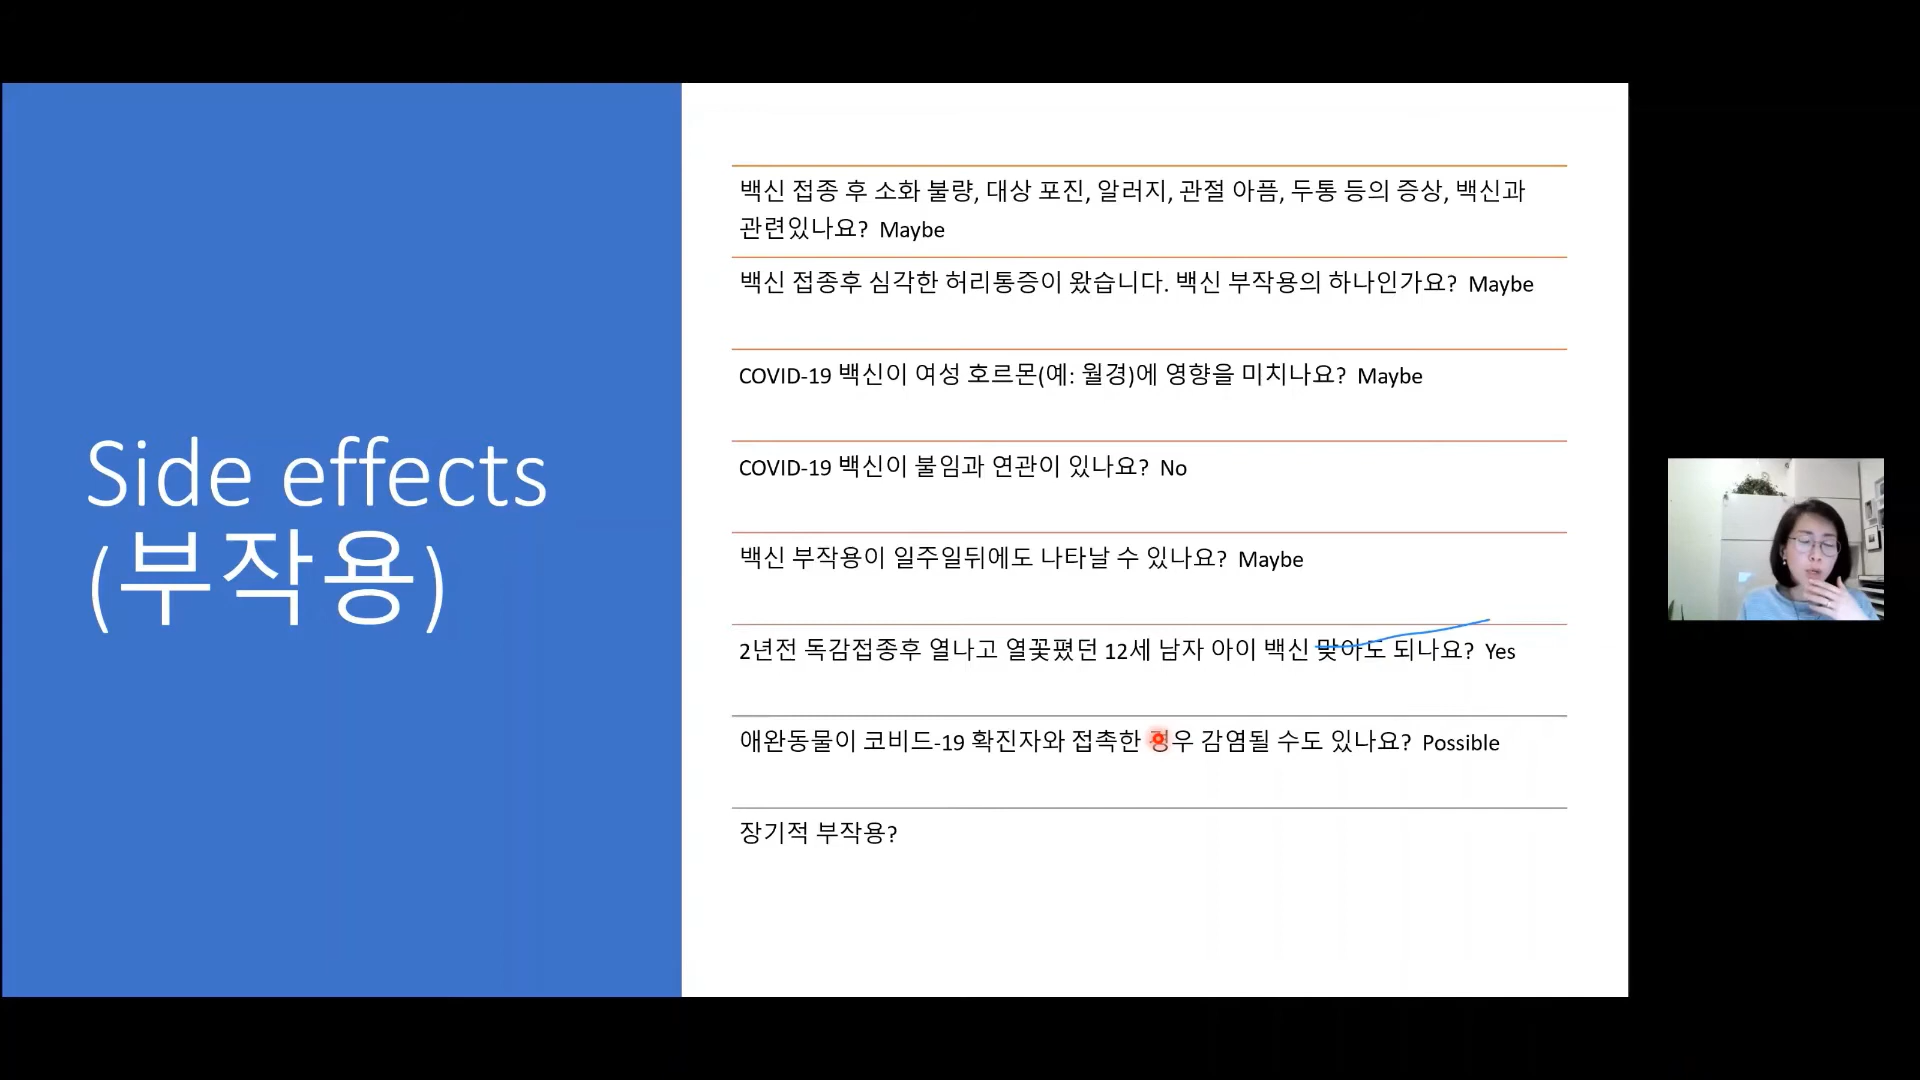 Side effects
(부작용)
백신 접종 후 소화 불량, 대상 포진, 알러지, 관절 아픔, 두통 등의 증상, 백신과
관련있나요? Maybe
백신 접종후 심각한 허리통증이 왔습니다. 백신 부작용의 하나인가요? Maybe
COVID-19 백신이 여성 호르몬(예: 월경)에 영향을 미치나요? Maybe
COVID-19 백신이 불임과 연관이 있나요? No
백신 부작용이 일주일뒤에도 나타날 수 있나요? Maybe
2년전 독감접종후 열나고 열꽃폈던 12세 남자 아이 백신 맞아도 되나요? Yes
애완동물이 코비드-19 확진자와 접촉한 경우 감염될 수도 있나요? Possible
장기적 부작용?